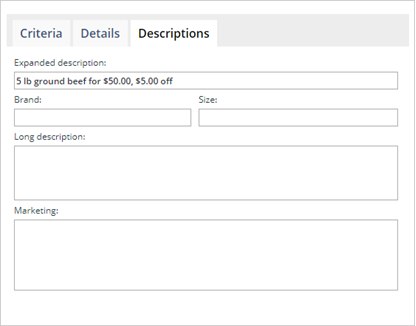 Criteria Details Descriptions
Expanded description:
5 lb ground beef for $50.00, $5.00 off
Brand: Size:
Long description:
Marketing: